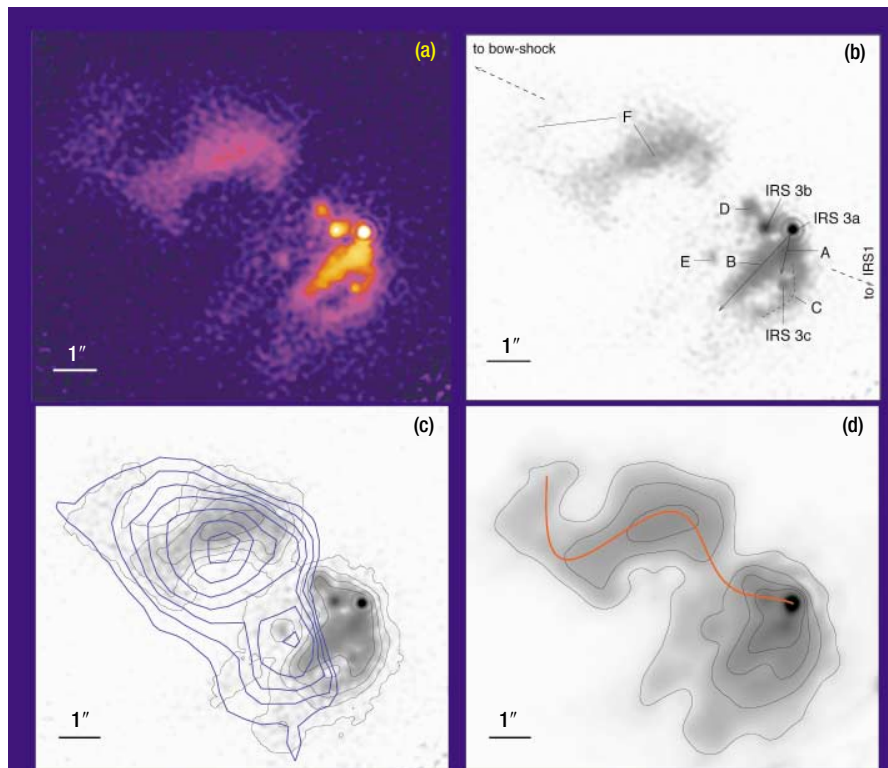 (a)
1″
to bow-shock
(b)
F
IRS 3b
D
IRS 3a
A
E
B
to IRS1
C
IRS 3c
1″
(c)
1″
(d)
1″